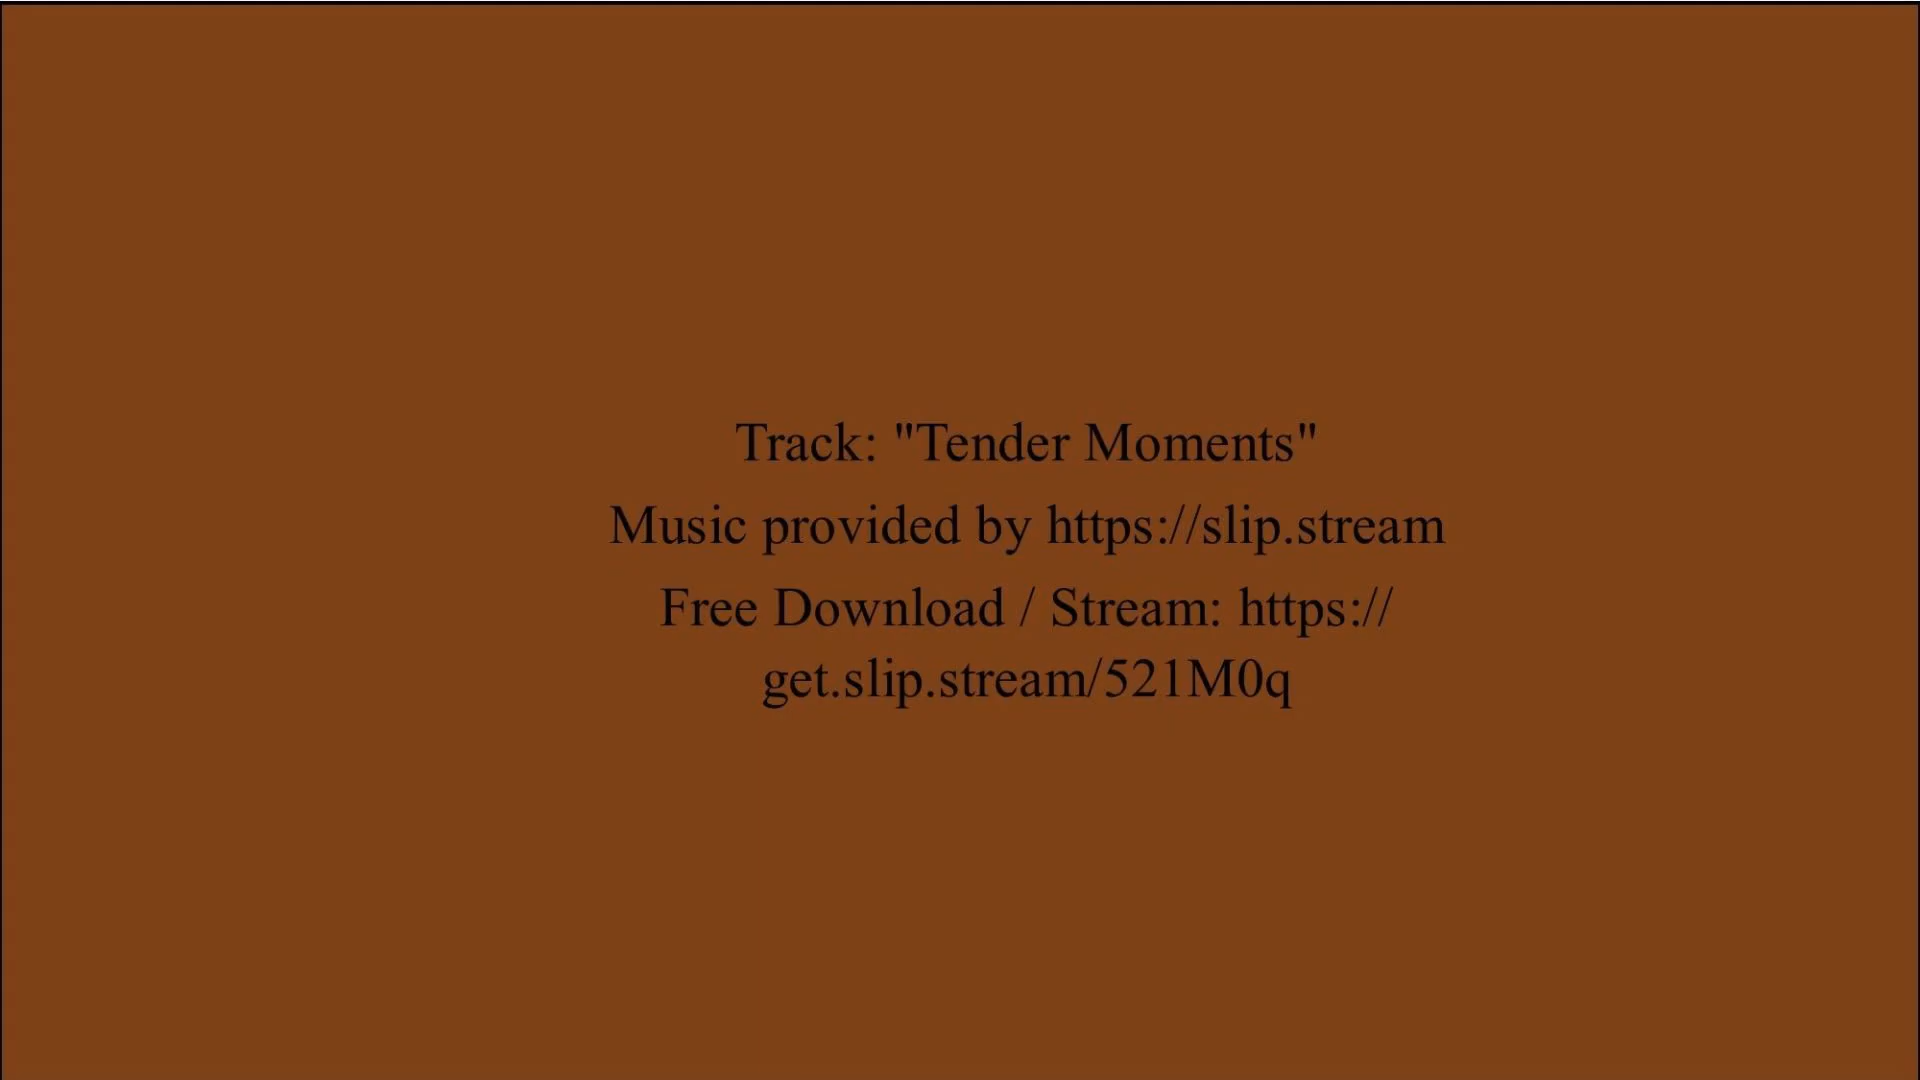 Track: "Tender Moments"
Music provided by https://slip.stream
Free Download / Stream: https://
get.slip.stream/521M0q